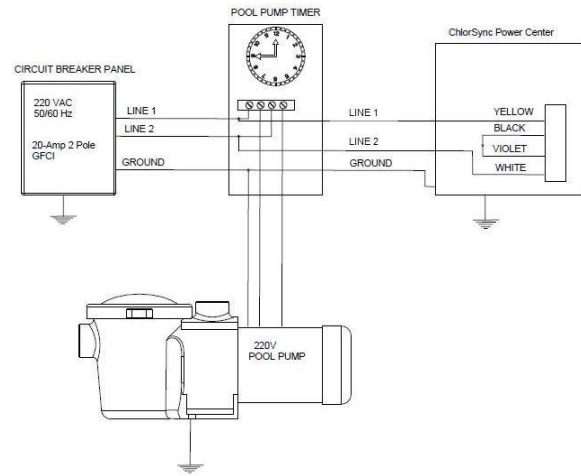 POOL PUMP TIMER
ChlorSync Power Center
CIRCUIT BREAKER PANEL
220 VAC
50/60 Hz
20-Amp 2 Pole
GFCI
LINE 1
LINE 2
GROUND
LINE 1
LINE 2
GROUND
YELLOW
BLACK
VIOLET
WHITE
220V
POOL PUMP